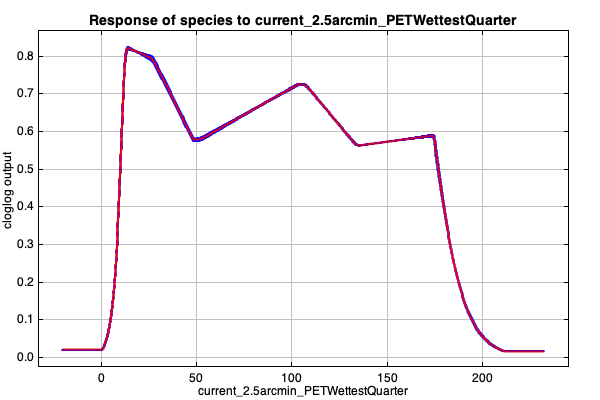 Response of species to current_2.5arcmin_PETWettestQuarter
cloglog output
0.8
0.7
0.6
0.5
0.4
0.3
0.2
0.1
0.0
0 50 100 150 200
current_2.5arcmin_PETWettestQuarter